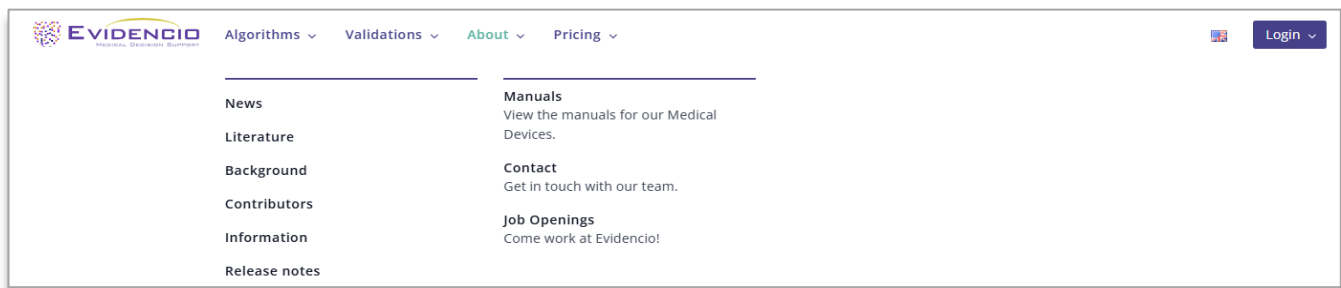 EVIDENCIO
MEDICAL DECISION SUPPORT
Algorithms
Validations
About
Pricing
Login
News
Literature
Background
Contributors
Information
Release notes
Manuals
View the manuals for our Medical
Devices.
Contact
Get in touch with our team.
Job Openings
Come work at Evidencio!